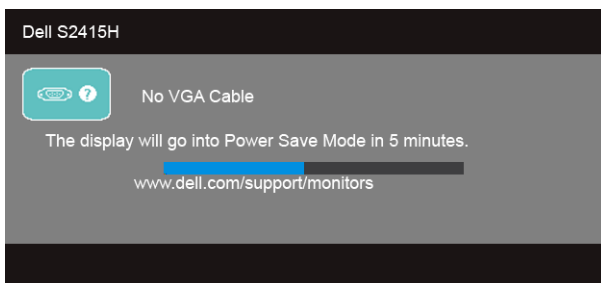 Dell S2415H
No VGA Cable
The display will go into Power Save Mode in 5 minutes.
www.dell.com/support/monitors